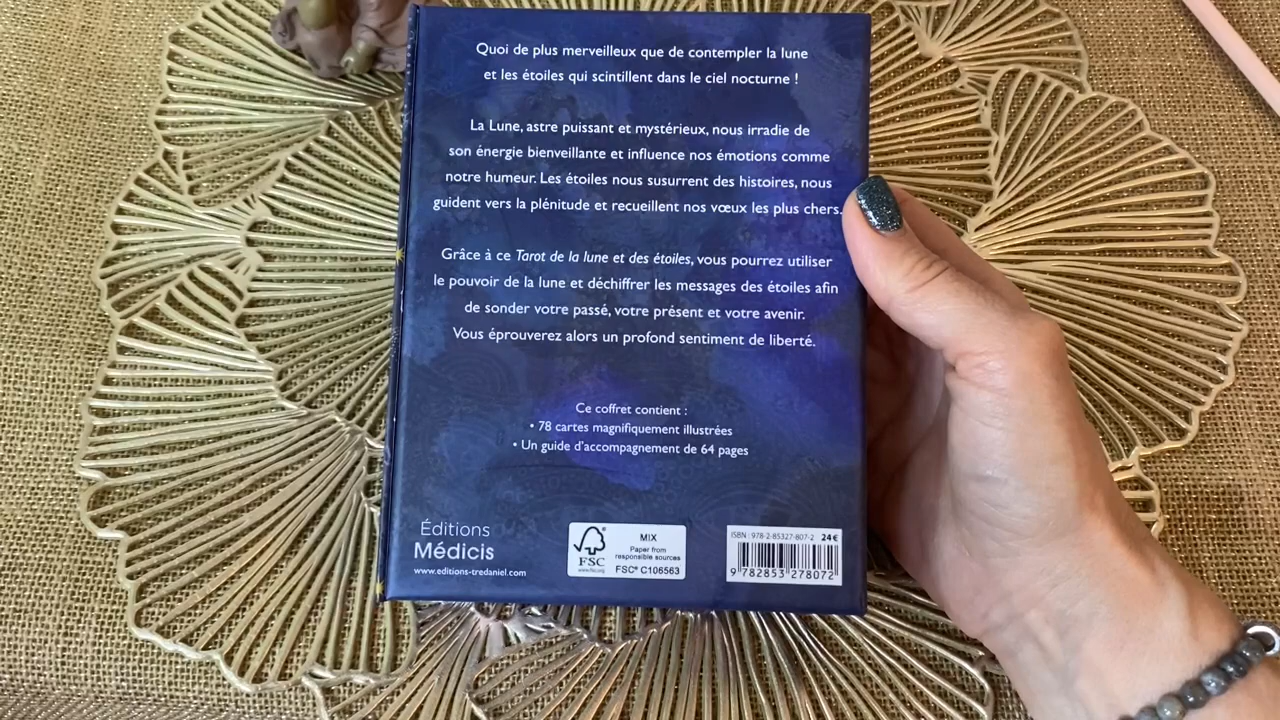 Quoi de plus merveilleux que de contempler la lune
et les étoiles qui scintillent dans le ciel nocturne !
La Lune, astre puissant et mystérieux, nous irradie de
son énergie bienveillante et influence nos émotions comme
notre humeur. Les étoiles nous susurrent des histoires, nous
guident vers la plénitude et recueillent nos vœux les plus chers.
Grâce à ce Tarot de la lune et des étoiles, vous pourrez utiliser
le pouvoir de la lune et déchiffrer les messages des étoiles afin
de sonder votre passé, votre présent et votre avenir.
Vous éprouverez alors un profond sentiment de liberté.
Ce coffret contient :
• 78 cartes magnifiquement illustrées
• Un guide d'accompagnement de 64 pages
Éditions
Médicis
www.editions-tredaniel.com
FSC®
www.fsc.org
MIX
Paper from
responsible sources
FSC® C106563
ISBN : 978-2-85327-807-2 24€
9 782853 278072